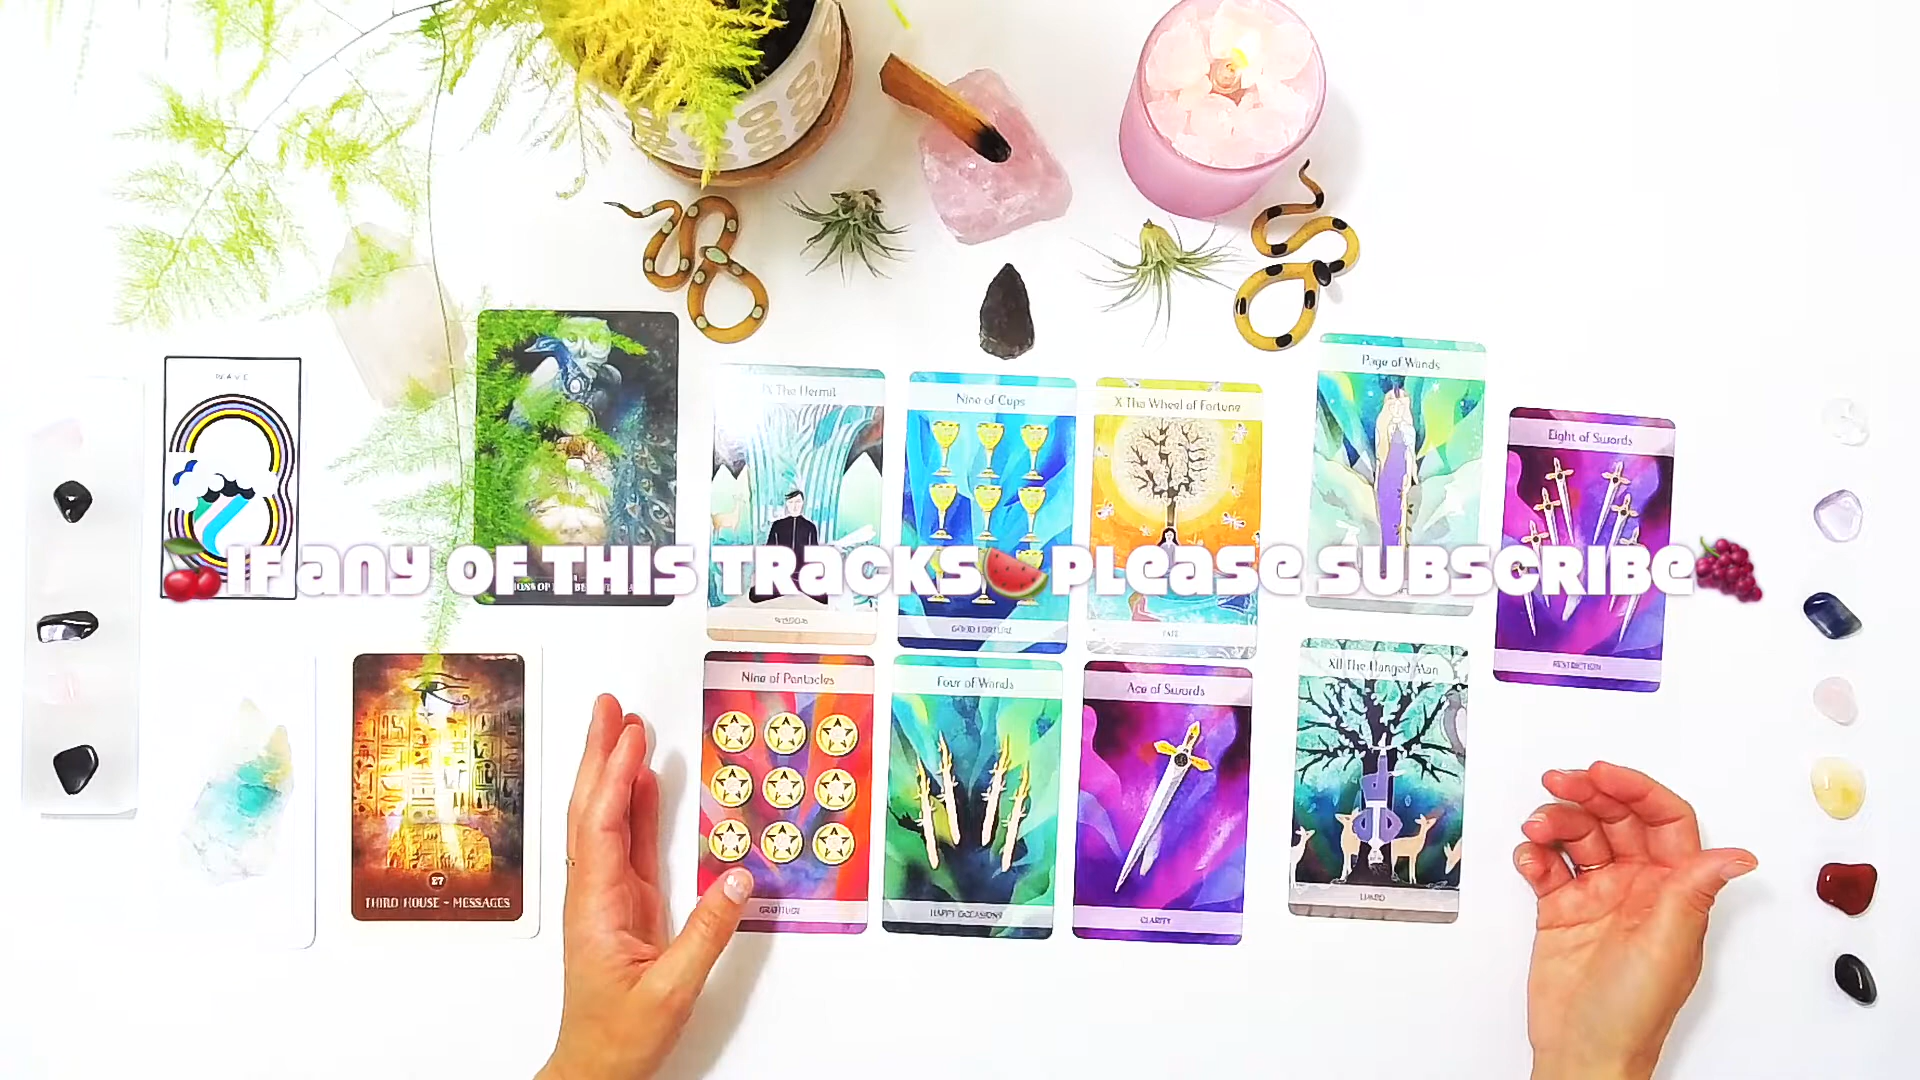 WAVE
IX The Hermit
Nine of Cups
X The Wheel of Fortune
Page of Wands
Eight of Swords
IF ANY OF THIS TRACKS PLEASE SUBSCRIBE
WISDOM
GOOD FORTUNE
FATE
RESTRICTION
Nine of Pentacles
Four of Wands
Ace of Swords
XII The Hanged Man
27
THIRD HOUSE - MESSAGES
GRATITUDE
HAPPY OCCASIONS
CLARITY
LIMBO